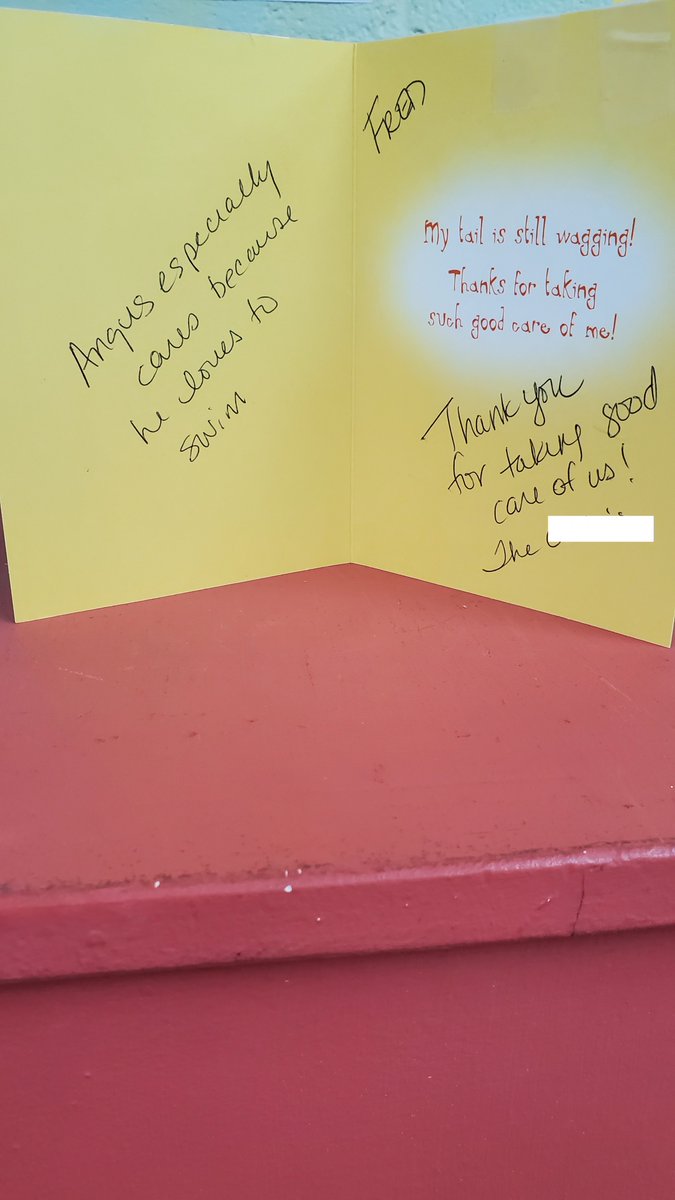 Angus especially
cares because
he loves to
swim
FRED
My tail is still wagging!
Thanks for taking
such good care of me!
Thank you
for taking good
care of us!
The